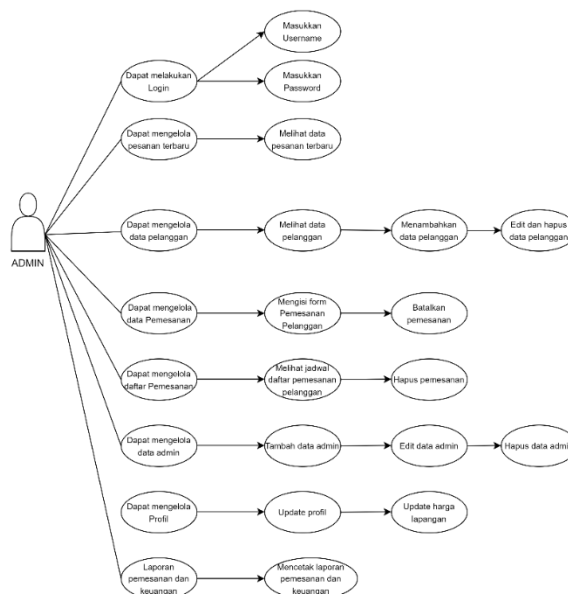 Masukkan
Username
Dapat melakukan
Login
Masukkan
Password
Dapat mengelola
pesanan terbaru
Melihat data
pesanan terbaru
ADMIN
Dapat mengelola
data pelanggan
Melihat data
pelanggan
Menambahkan
data pelanggan
Edit dan hapus
data pelanggan
Dapat mengelola
data Pemesanan
Mengisi form
Pemesanan
Pelanggan
Batalkan
pemesanan
Dapat mengelola
daftar Pemesanan
Melihat jadwal
daftar pemesanan
pelanggan
Hapus pemesanan
Dapat mengelola
data admin
Tambah data admin
Edit data admin
Hapus data admin
Dapat mengelola
Profil
Update profil
Update harga
lapangan
Laporan
pemesanan dan
keuangan
Mencetak laporan
pemesanan dan
keuangan